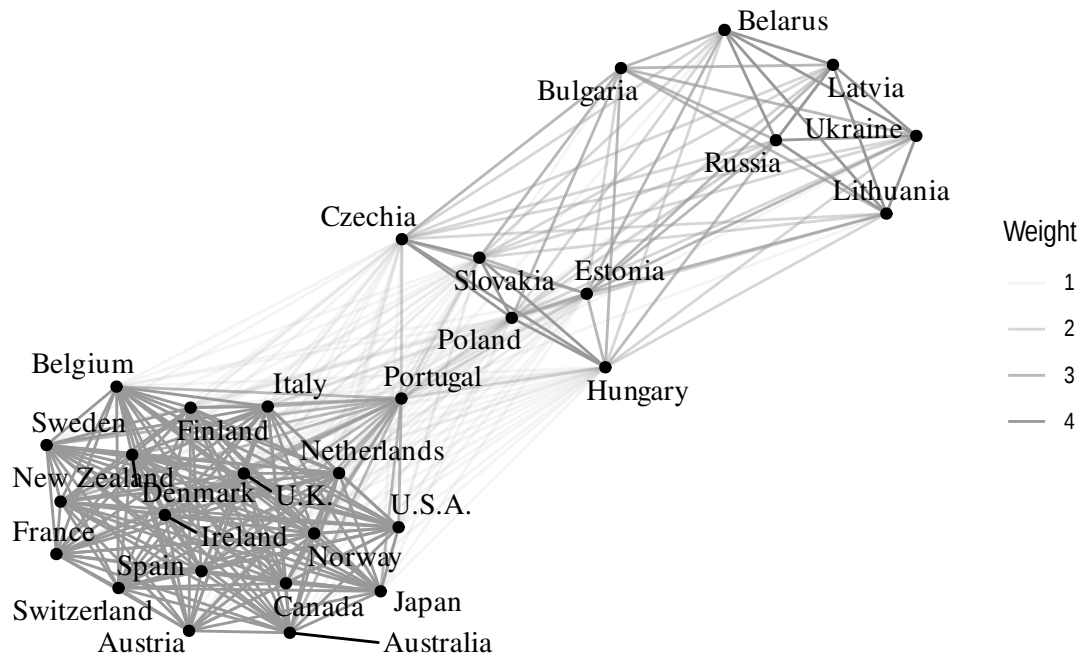 Belarus
Bulgaria
Latvia
Ukraine
Russia
Lithuania
Czechia
Slovakia
Estonia
Poland
Hungary
Belgium
Italy
Portugal
Sweden
Finland
Netherlands
New Zealand
Denmark
U.K.
U.S.A.
France
Ireland
Norway
Spain
Switzerland
Canada
Japan
Austria
Australia
Weight
1
2
3
4